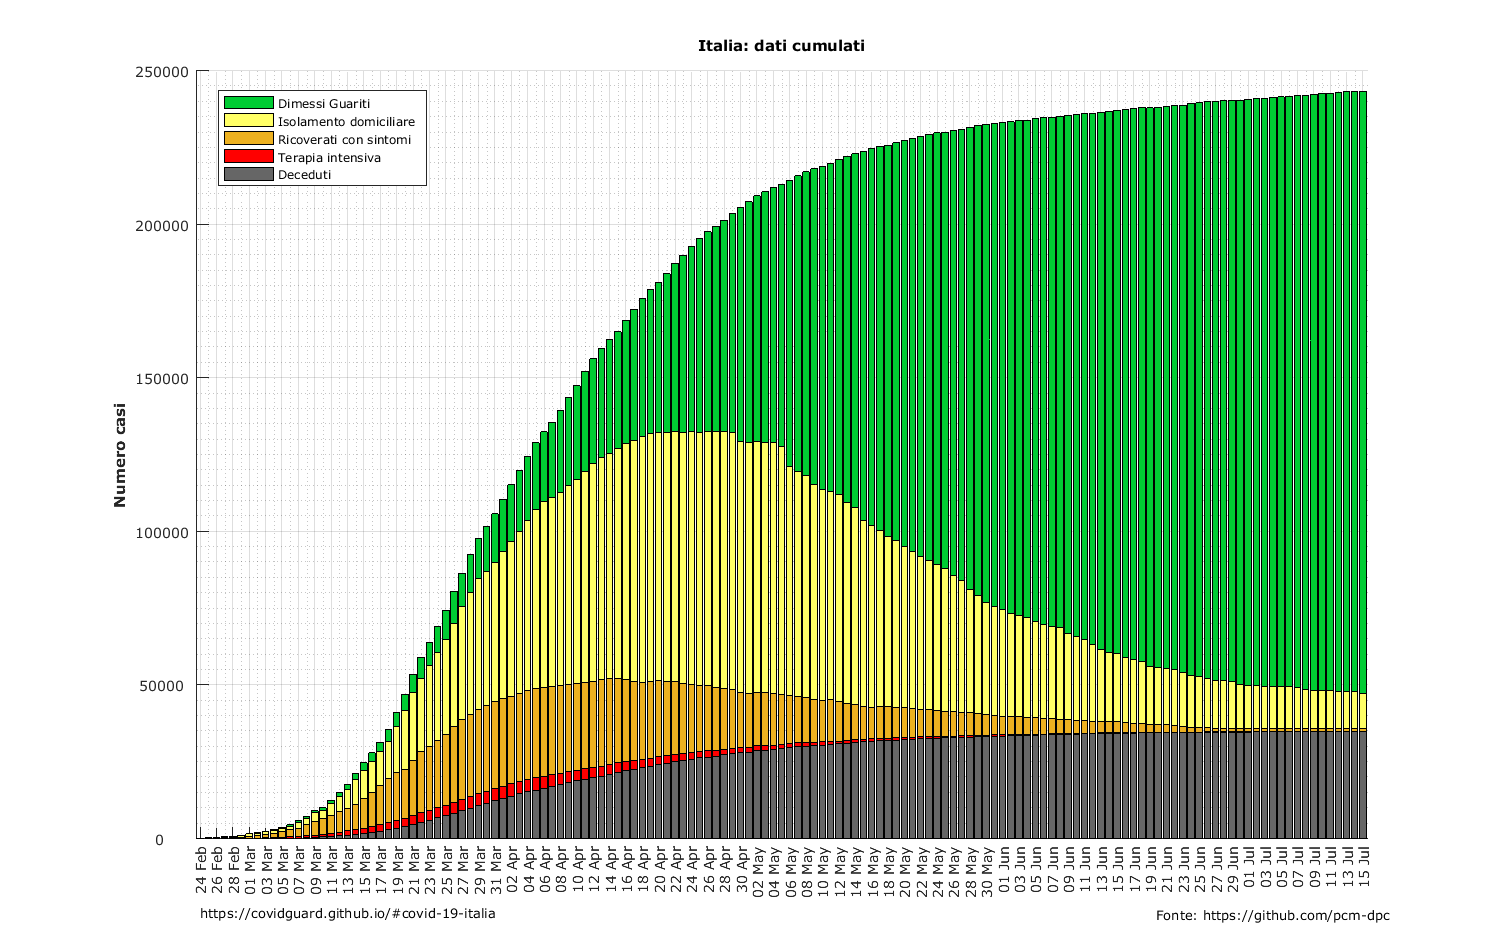 Italia: dati cumulati
250000
200000
150000
100000
50000
0
Numero casi
Dimessi Guariti
Isolamento domiciliare
Ricoverati con sintomi
Terapia intensiva
Deceduti
24 Feb
26 Feb
28 Feb
01 Mar
03 Mar
05 Mar
07 Mar
09 Mar
11 Mar
13 Mar
15 Mar
17 Mar
19 Mar
21 Mar
23 Mar
25 Mar
27 Mar
29 Mar
31 Mar
02 Apr
04 Apr
06 Apr
08 Apr
10 Apr
12 Apr
14 Apr
16 Apr
18 Apr
20 Apr
22 Apr
24 Apr
26 Apr
28 Apr
30 Apr
02 May
04 May
06 May
08 May
10 May
12 May
14 May
16 May
18 May
20 May
22 May
24 May
26 May
28 May
30 May
01 Jun
03 Jun
05 Jun
07 Jun
09 Jun
11 Jun
13 Jun
15 Jun
17 Jun
19 Jun
21 Jun
23 Jun
25 Jun
27 Jun
29 Jun
01 Jul
03 Jul
05 Jul
07 Jul
09 Jul
11 Jul
13 Jul
15 Jul
https://covidguard.github.io/#covid-19-italia
Fonte: https://github.com/pcm-dpc